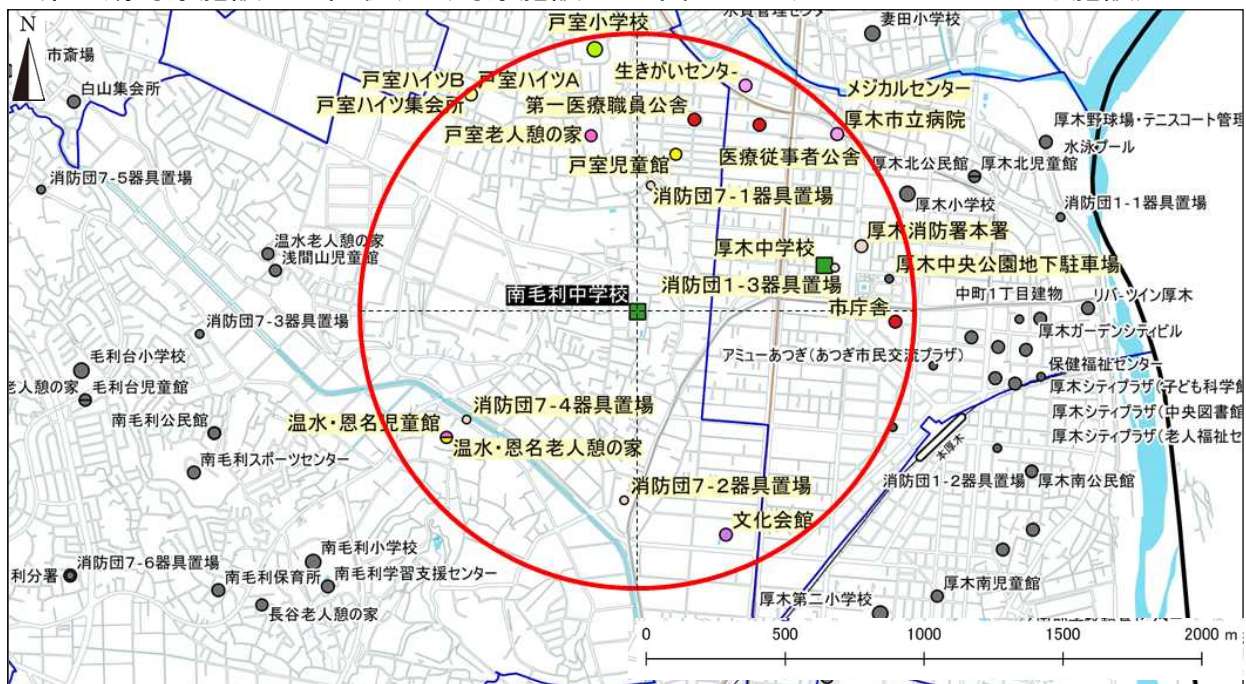 N
市斎場
白山集会所
戸室小学校
水質管理センター
妻田小学校
戸室ハイツB
戸室ハイツA
戸室ハイツ集会所
生きがいセンター
メジカルセンター
第一医療職員公舎
厚木市立病院
戸室老人憩の家
医療従事者公舎
厚木野球場・テニスコート管理
水泳プール
戸室児童館
厚木北公民館
厚木北児童館
消防団7-5器具置場
消防団7-1器具置場
厚木小学校
消防団1-1器具置場
温水老人憩の家
浅間山児童館
厚木中学校
厚木消防署本署
厚木中央公園地下駐車場
消防団1-3器具置場
南毛利中学校
市庁舎
中町1丁目建物
リバーツイン厚木
厚木ガーデンシティビル
消防団7-3器具置場
アミューあつぎ(あつぎ市民交流プラザ)
保健福祉センター
毛利台小学校
老人憩の家
毛利台児童館
厚木シティプラザ(子ども科学館
厚木シティプラザ(中央図書館
厚木シティプラザ(老人福祉セ
南毛利公民館
温水・恩名児童館
消防団7-4器具置場
温水・恩名老人憩の家
本厚木
南毛利スポーツセンター
消防団7-2器具置場
消防団1-2器具置場
厚木南公民館
文化会館
南毛利小学校
利分署
消防団7-6器具置場
南毛利保育所
南毛利学習支援センター
長谷老人憩の家
厚木南児童館
厚木第二小学校
0 500 1000 1500 2000 m